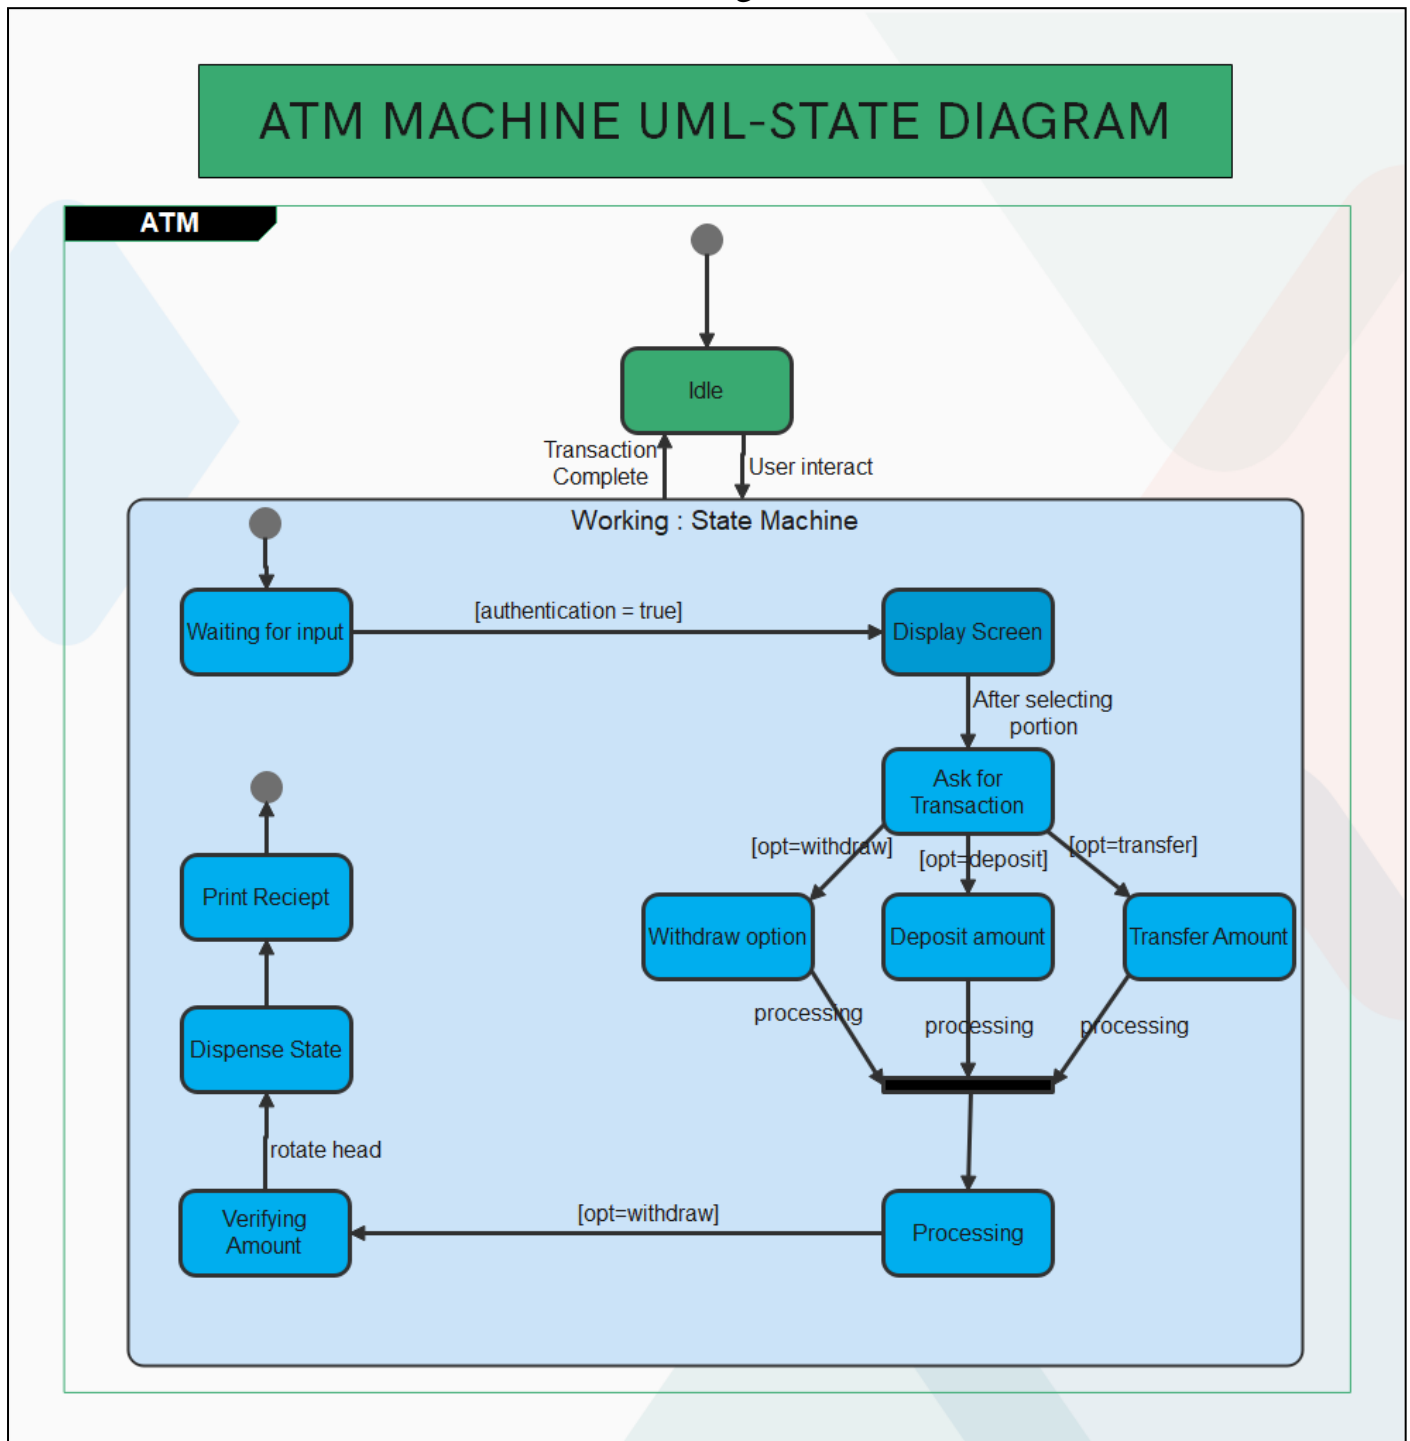 ATM MACHINE UML-STATE DIAGRAM
ATM
Idle
Transaction
Complete
User interact
Working : State Machine
Waiting for input
[authentication = true]
Display Screen
After selecting
portion
Ask for
Transaction
[opt=withdraw]
[opt=deposit]
[opt=transfer]
Print Reciept
Withdraw option
Deposit amount
Transfer Amount
processing
processing
processing
Dispense State
rotate head
Verifying
Amount
[opt=withdraw]
Processing